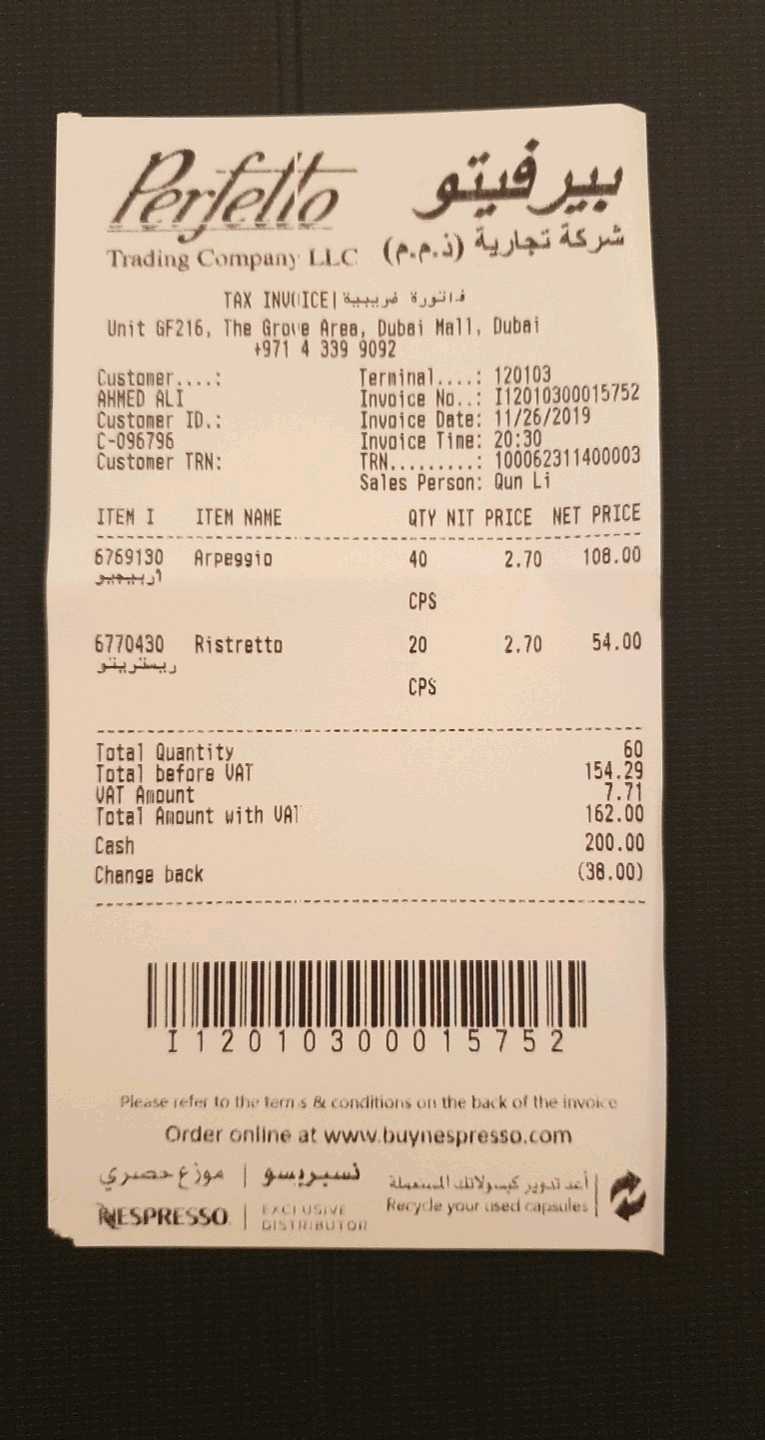 Perfetto بيرفيتو
Trading Company LLC شركة تجارية (ذ.م.م)
TAX INVOICE | فاتورة ضريبية
Unit GF216, The Grove Area, Dubai Mall, Dubai
+971 4 339 9092
Customer....: Terminal....: 120103
AHMED ALI Invoice No..: I12010300015752
Customer ID.: Invoice Date: 11/26/2019
C-096796 Invoice Time: 20:30
Customer TRN: TRN.........: 100062311400003
Sales Person: Qun Li
ITEM I ITEM NAME QTY NIT PRICE NET PRICE
6769130 Arpeggio 40 2.70 108.00
أربيجيو
CPS
6770430 Ristretto 20 2.70 54.00
ريستريتو
CPS
Total Quantity 60
Total before VAT 154.29
VAT Amount 7.71
Total Amount with VAT 162.00
Cash 200.00
Change back (38.00)
I12010300015752
Please refer to the terms & conditions on the back of the invoice
Order online at www.buynespresso.com
نسبريسو | موزع حصري أعد تدوير كبسولاتك المستعملة
NESPRESSO | EXCLUSIVE DISTRIBUTOR Recycle your used capsules